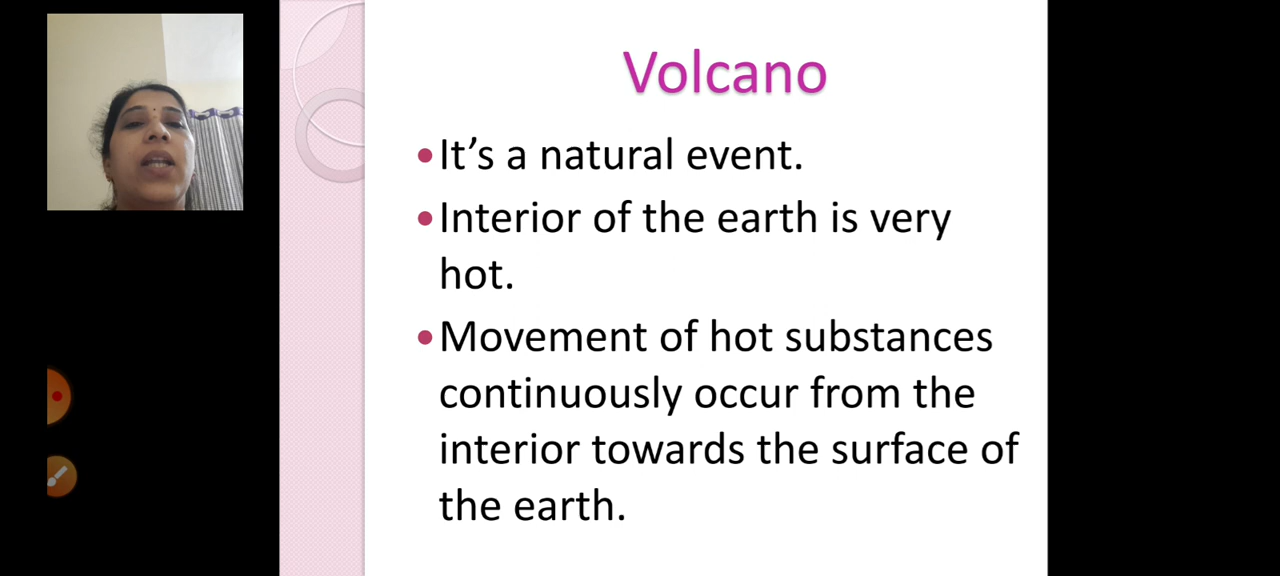 Volcano
•It’s a natural event.
•Interior of the earth is very
hot.
•Movement of hot substances
continuously occur from the
interior towards the surface of
the earth.